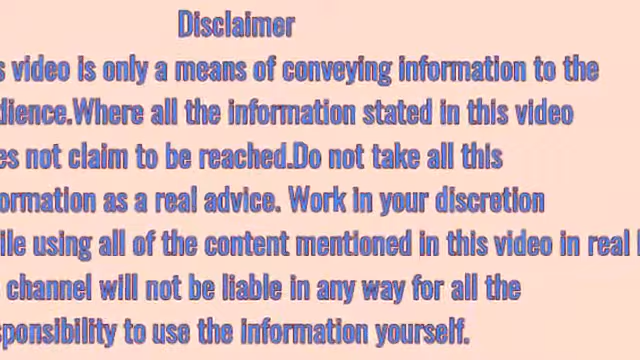 Disclaimer
s video is only a means of conveying information to the
dience.Where all the information stated in this video
es not claim to be reached.Do not take all this
ormation as a real advice. Work in your discretion
ile using all of the content mentioned in this video in real
channel will not be liable in any way for all the
sponsibility to use the information yourself.